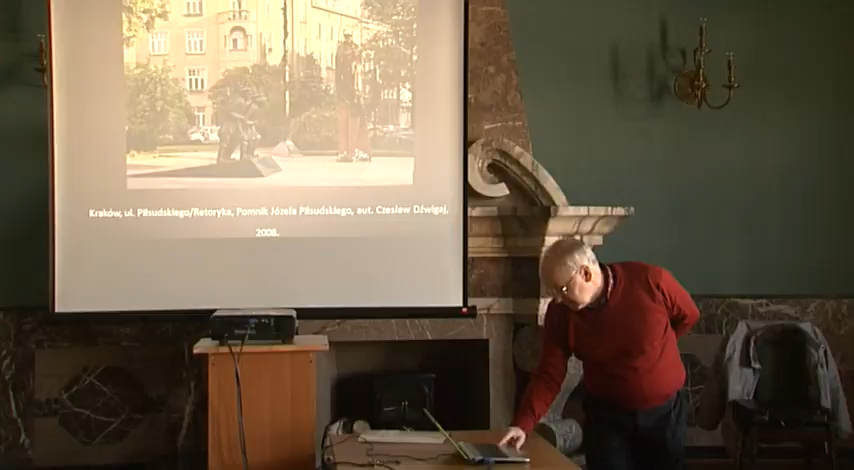 Kraków, ul. Piłsudskiego/Retoryka, Pomnik Józefa Piłsudskiego, aut. Czesław Dźwigaj,
2008.